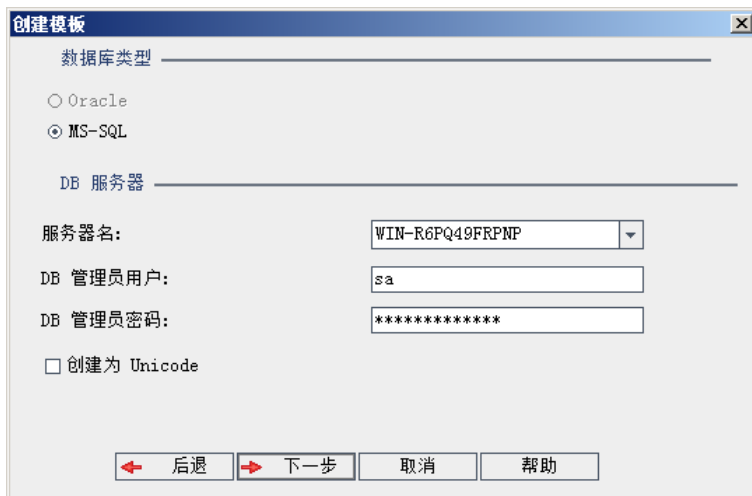 创建模板
数据库类型
Oracle
MS-SQL
DB 服务器
服务器名: WIN-R6PQ49FRPNP
DB 管理员用户: sa
DB 管理员密码: *************
创建为 Unicode
后退 下一步 取消 帮助